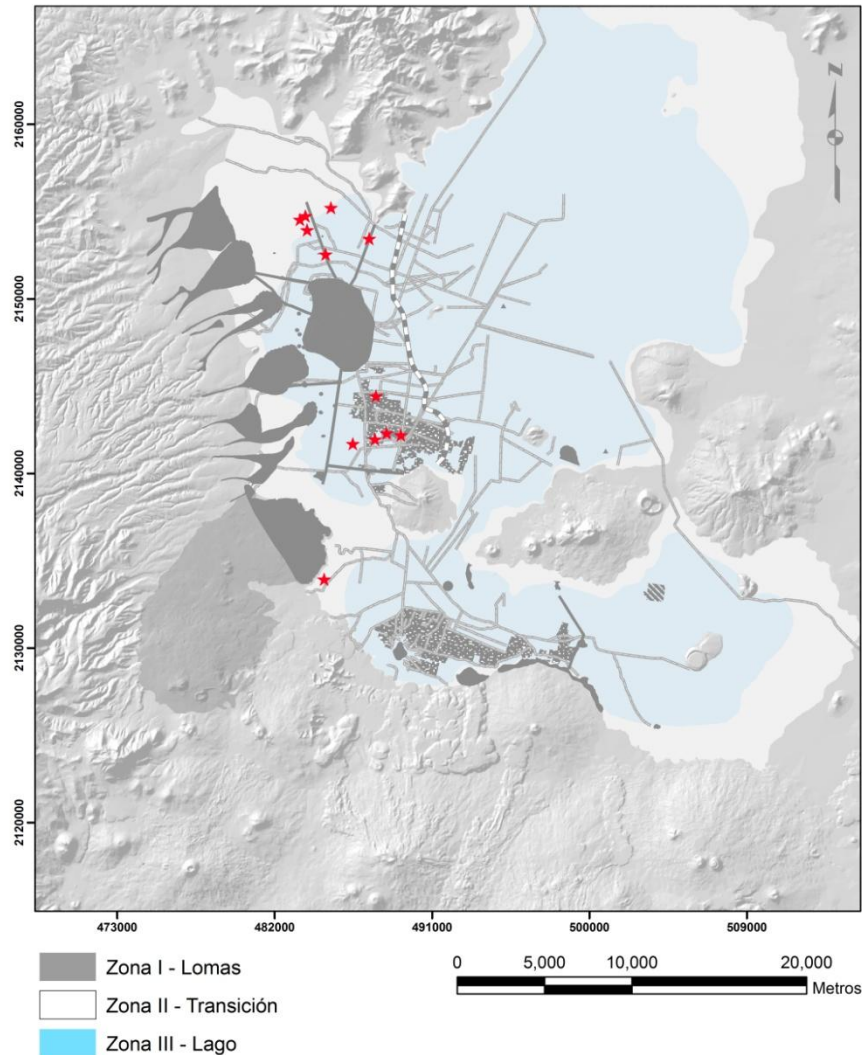 2160000
2150000
2140000
2130000
2120000
N
473000
482000
491000
500000
509000
0 5,000 10,000 20,000
Metros
Zona I - Lomas
Zona II - Transición
Zona III - Lago